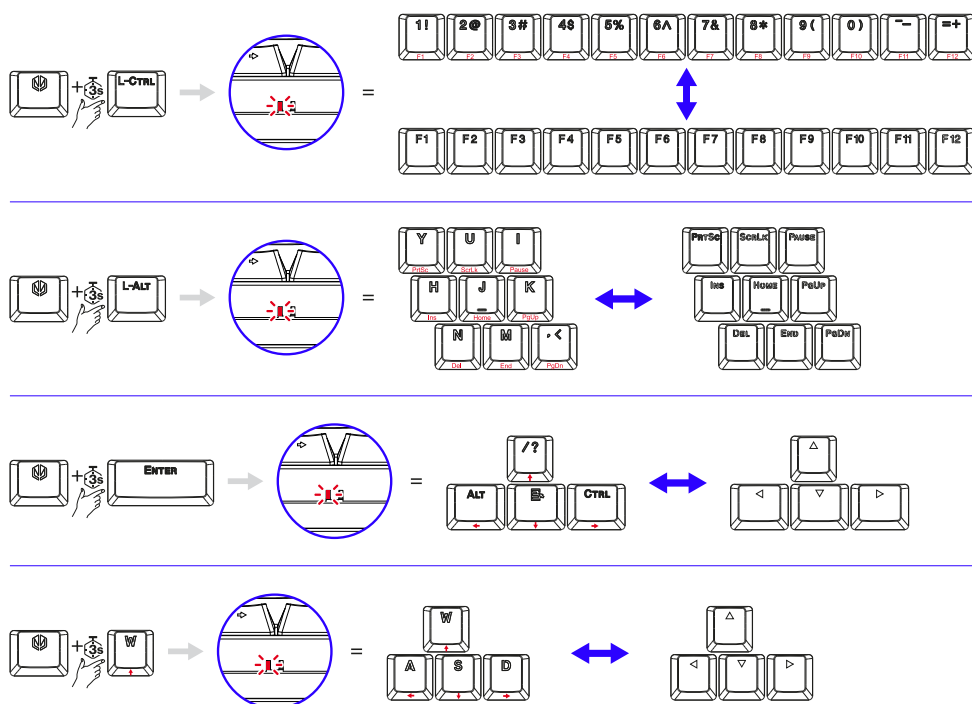 1! 2@ 3# 4$ 5% 6^ 7& 8* 9( 0) -- =+
F1 F2 F3 F4 F5 F6 F7 F8 F9 F10 F11 F12
+ 3s L-CTRL =
F1 F2 F3 F4 F5 F6 F7 F8 F9 F10 F11 F12
+ 3s L-ALT =
Y U I
PrtSc ScrLk Pause
H J K
Ins Home PgUp
N M , <
Del End PgDn
PRTSC SCRLK PAUSE
INS HOME PGUP
DEL END PGDN
+ 3s ENTER =
/ ?
ALT CTRL
+ 3s W =
W
A S D